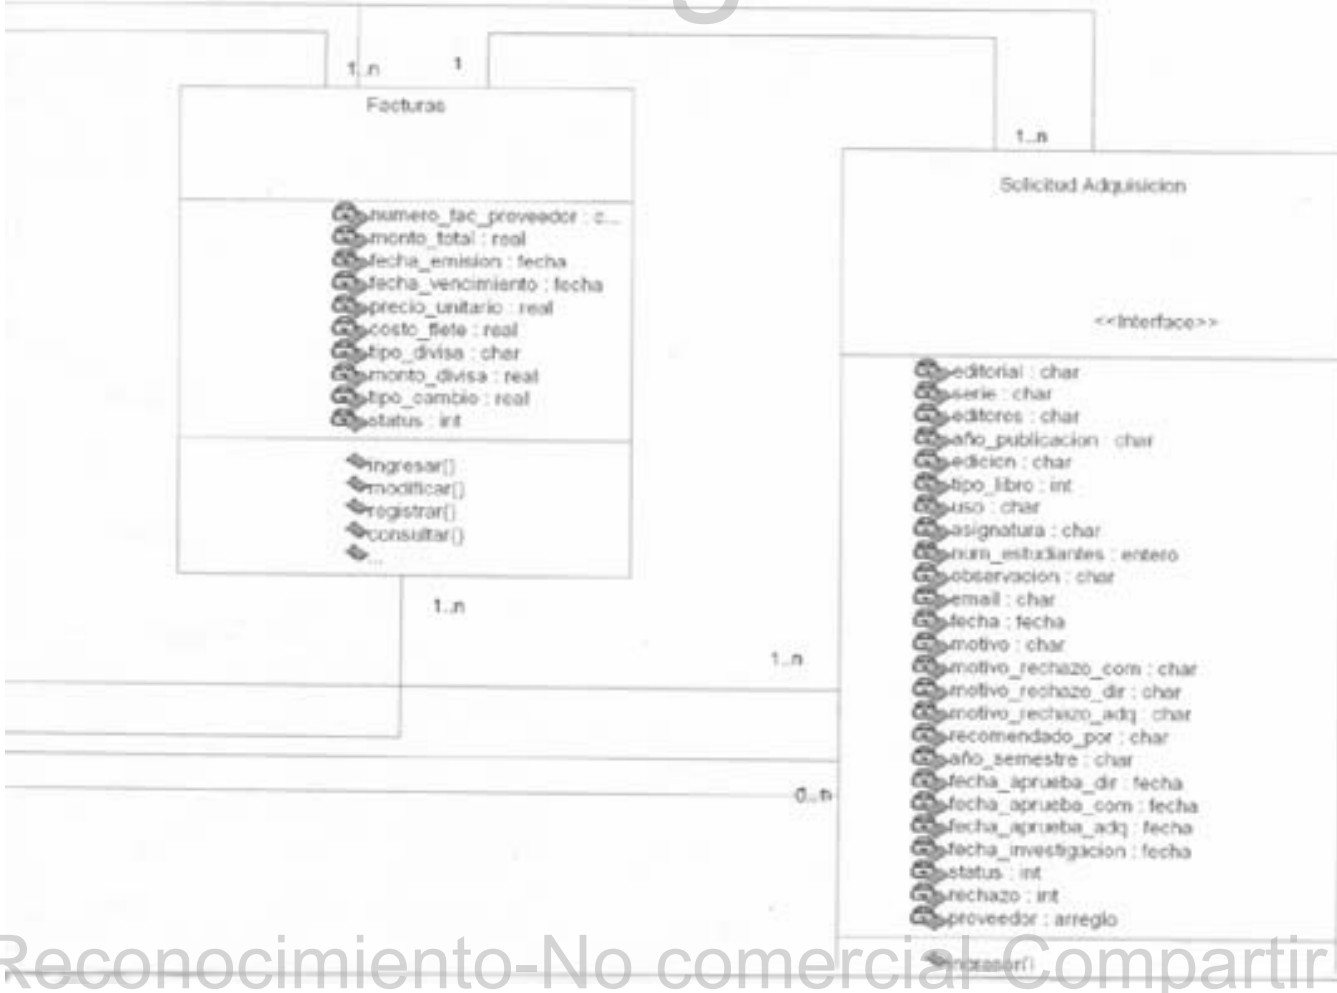 1..n
1
Facturas
numero_fac_proveedor : c...
monto_total : real
fecha_emision : fecha
fecha_vencimiento : fecha
precio_unitario : real
costo_flete : real
tipo_divisa : char
monto_divisa : real
tipo_cambio : real
status : int
ingresar()
modificar()
registrar()
consultar()
...
1..n
1..n
Solicitud Adquisicion
<<Interface>>
editorial : char
serie : char
editores : char
año_publicacion : char
edicion : char
tipo_libro : int
uso : char
asignatura : char
num_estudiantes : entero
observacion : char
email : char
fecha : fecha
motivo : char
motivo_rechazo_com : char
motivo_rechazo_dir : char
motivo_rechazo_adq : char
recomendado_por : char
año_semestre : char
fecha_aprueba_dir : fecha
fecha_aprueba_com : fecha
fecha_aprueba_adq : fecha
fecha_investigacion : fecha
status : int
rechazo : int
proveedor : arreglo
1..n
0..n
Reconocimiento-No comercial-Compartir